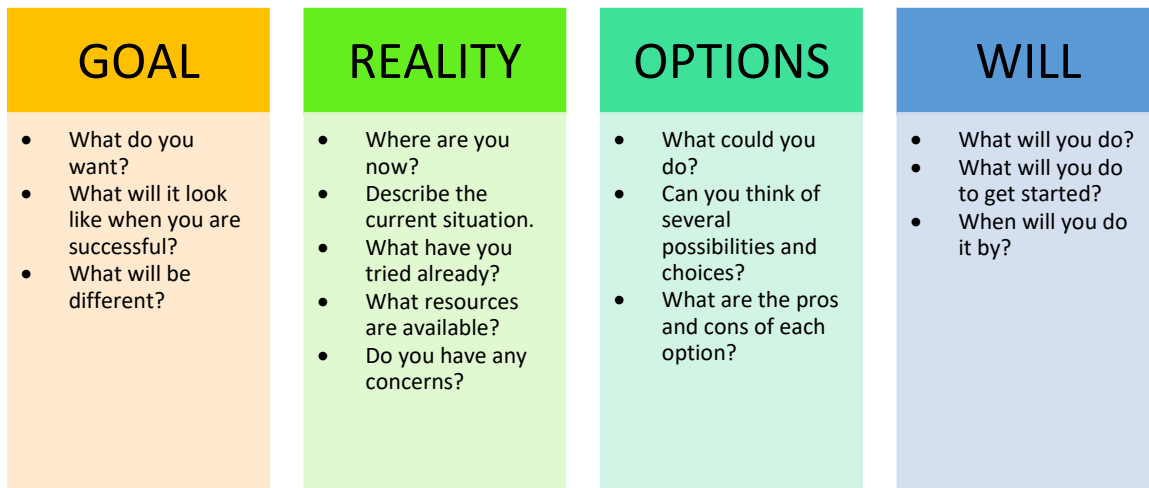 GOAL
• What do you
want?
• What will it look
like when you are
successful?
• What will be
different?
REALITY
• Where are you
now?
• Describe the
current situation.
• What have you
tried already?
• What resources
are available?
• Do you have any
concerns?
OPTIONS
• What could you
do?
• Can you think of
several
possibilities and
choices?
• What are the pros
and cons of each
option?
WILL
• What will you do?
• What will you do
to get started?
• When will you do
it by?